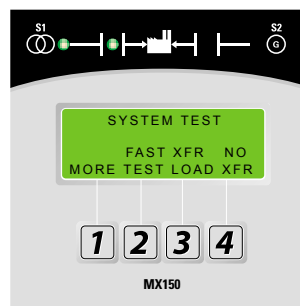 S1
S2
G
SYSTEM TEST
FAST XFR NO
MORE TEST LOAD XFR
1 2 3 4
MX150